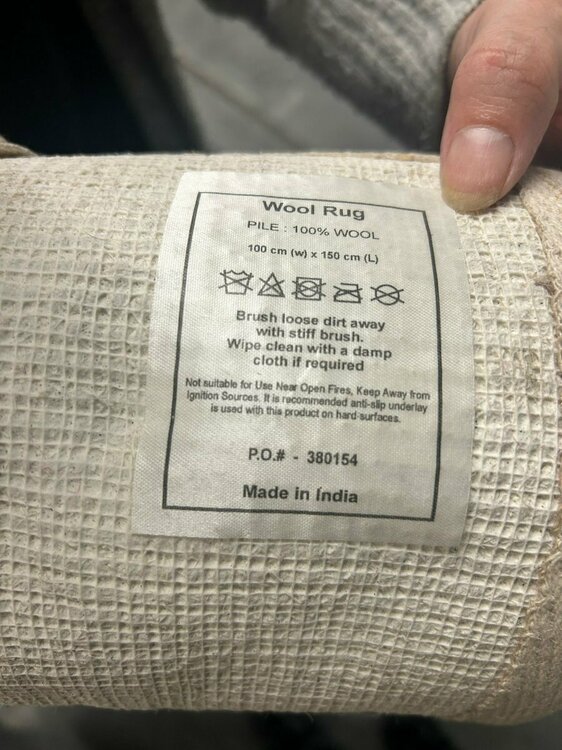 Wool Rug
PILE : 100% WOOL
100 cm (w) x 150 cm (L)
Brush loose dirt away
with stiff brush.
Wipe clean with a damp
cloth if required
Not suitable for Use Near Open Fires, Keep Away from
Ignition Sources. It is recommended anti-slip underlay
is used with this product on hard-surfaces.
P.O.# - 380154
Made in India